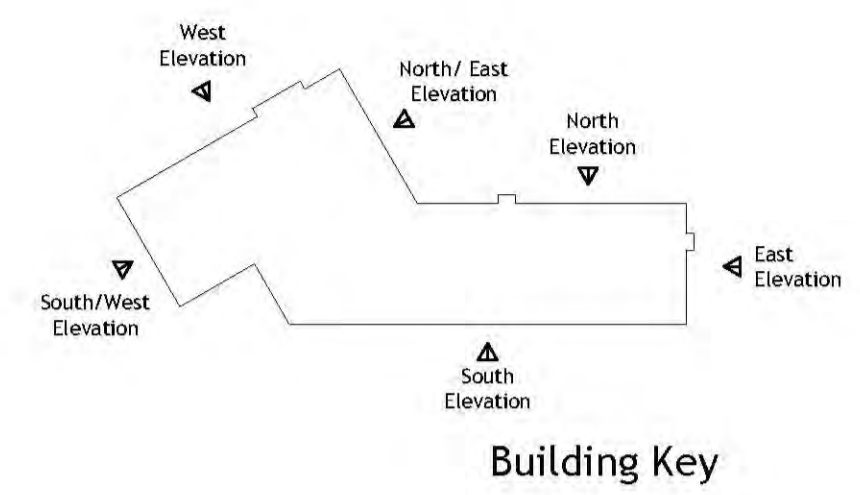 West
Elevation
North/ East
Elevation
North
Elevation
East
Elevation
South/West
Elevation
South
Elevation
Building Key